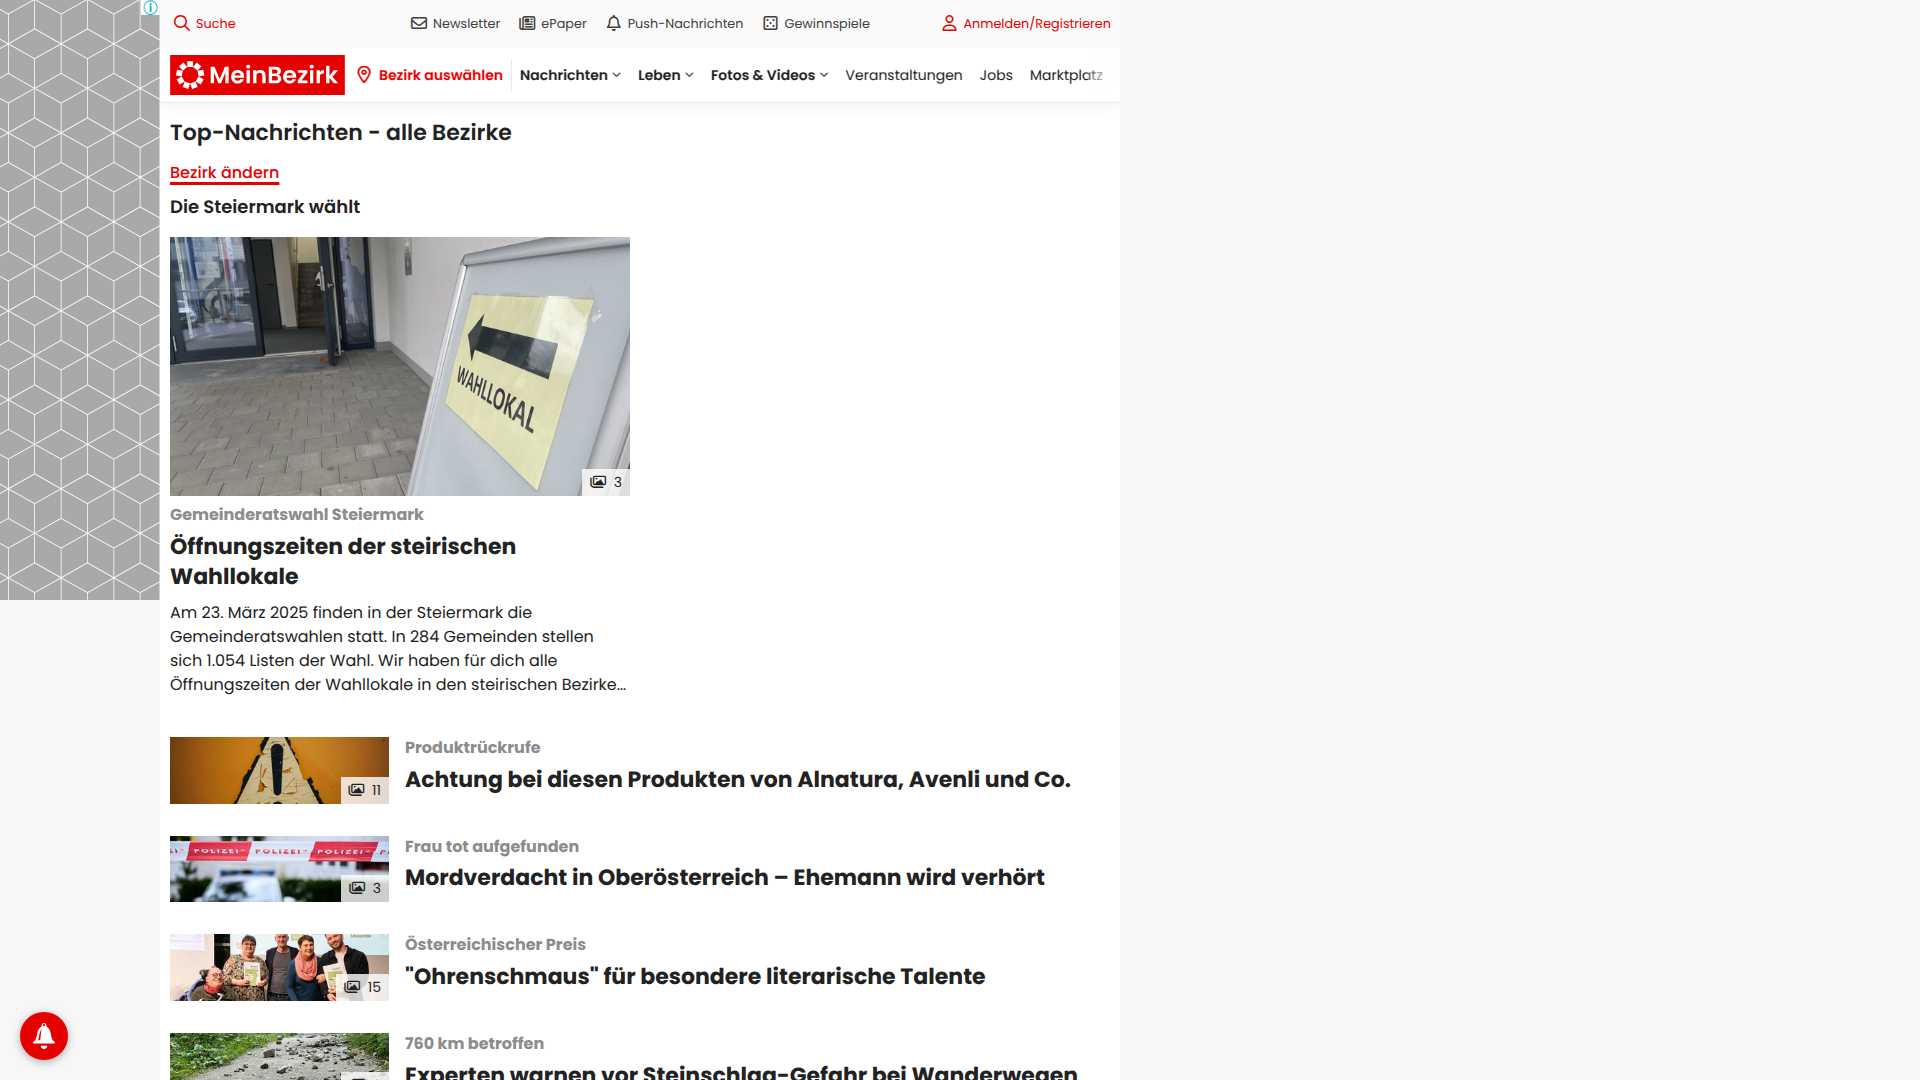 Suche
Newsletter
ePaper
Push-Nachrichten
Gewinnspiele
Anmelden/Registrieren
MeinBezirk
Bezirk auswählen
Nachrichten
Leben
Fotos & Videos
Veranstaltungen
Jobs
Marktplatz
Top-Nachrichten - alle Bezirke
Bezirk ändern
Die Steiermark wählt
WAHLLOKAL
3
Gemeinderatswahl Steiermark
Öffnungszeiten der steirischen
Wahllokale
Am 23. März 2025 finden in der Steiermark die
Gemeinderatswahlen statt. In 284 Gemeinden stellen
sich 1.054 Listen der Wahl. Wir haben für dich alle
Öffnungszeiten der Wahllokale in den steirischen Bezirke...
11
Produktrückrufe
Achtung bei diesen Produkten von Alnatura, Avenli und Co.
POLIZEI POLIZEI POLIZEI
3
Frau tot aufgefunden
Mordverdacht in Oberösterreich – Ehemann wird verhört
15
Österreichischer Preis
"Ohrenschmaus" für besondere literarische Talente
760 km betroffen
Experten warnen vor Steinschlag-Gefahr bei Wanderwegen